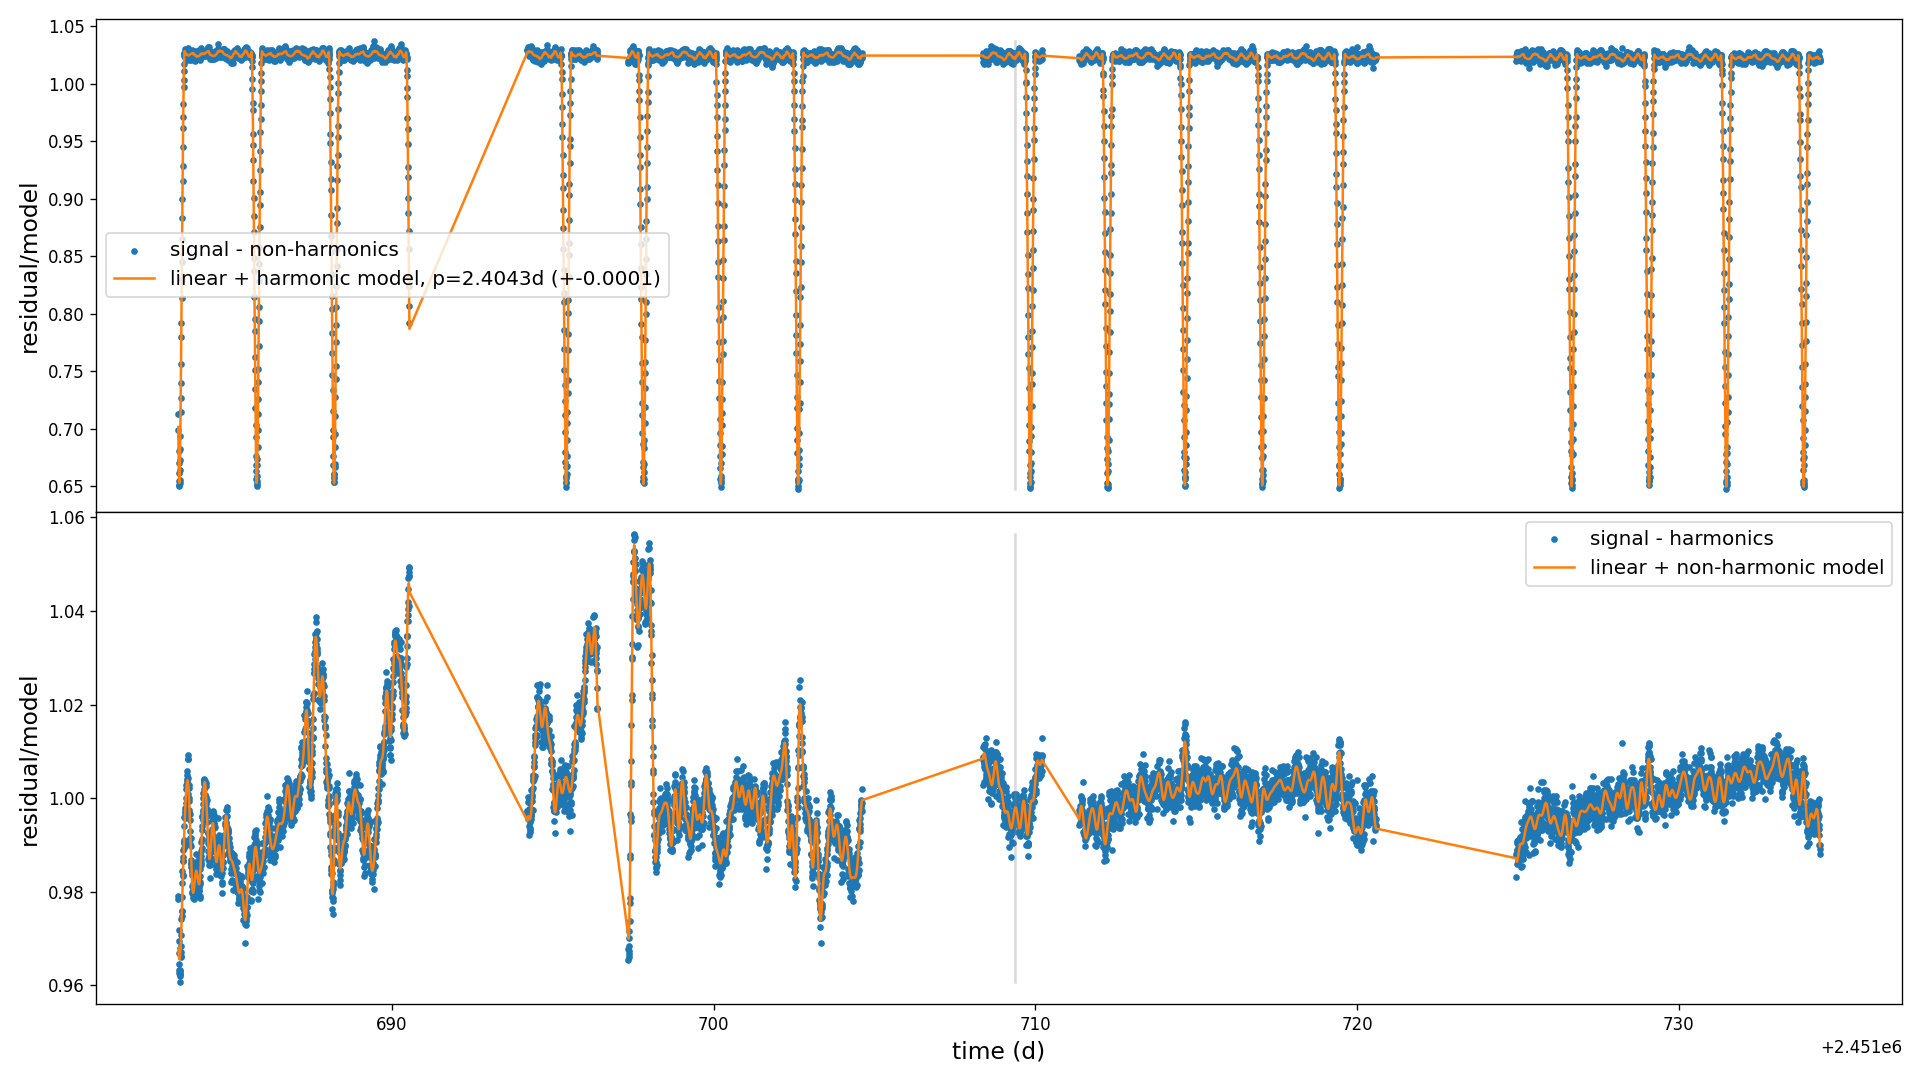 1.05
1.00
0.95
0.90
0.85
0.80
0.75
0.70
0.65
residual/model
signal - non-harmonics
linear + harmonic model, p=2.4043d (+-0.0001)
1.06
1.04
1.02
1.00
0.98
0.96
residual/model
signal - harmonics
linear + non-harmonic model
690 700 710 720 730
time (d)
+2.451e6